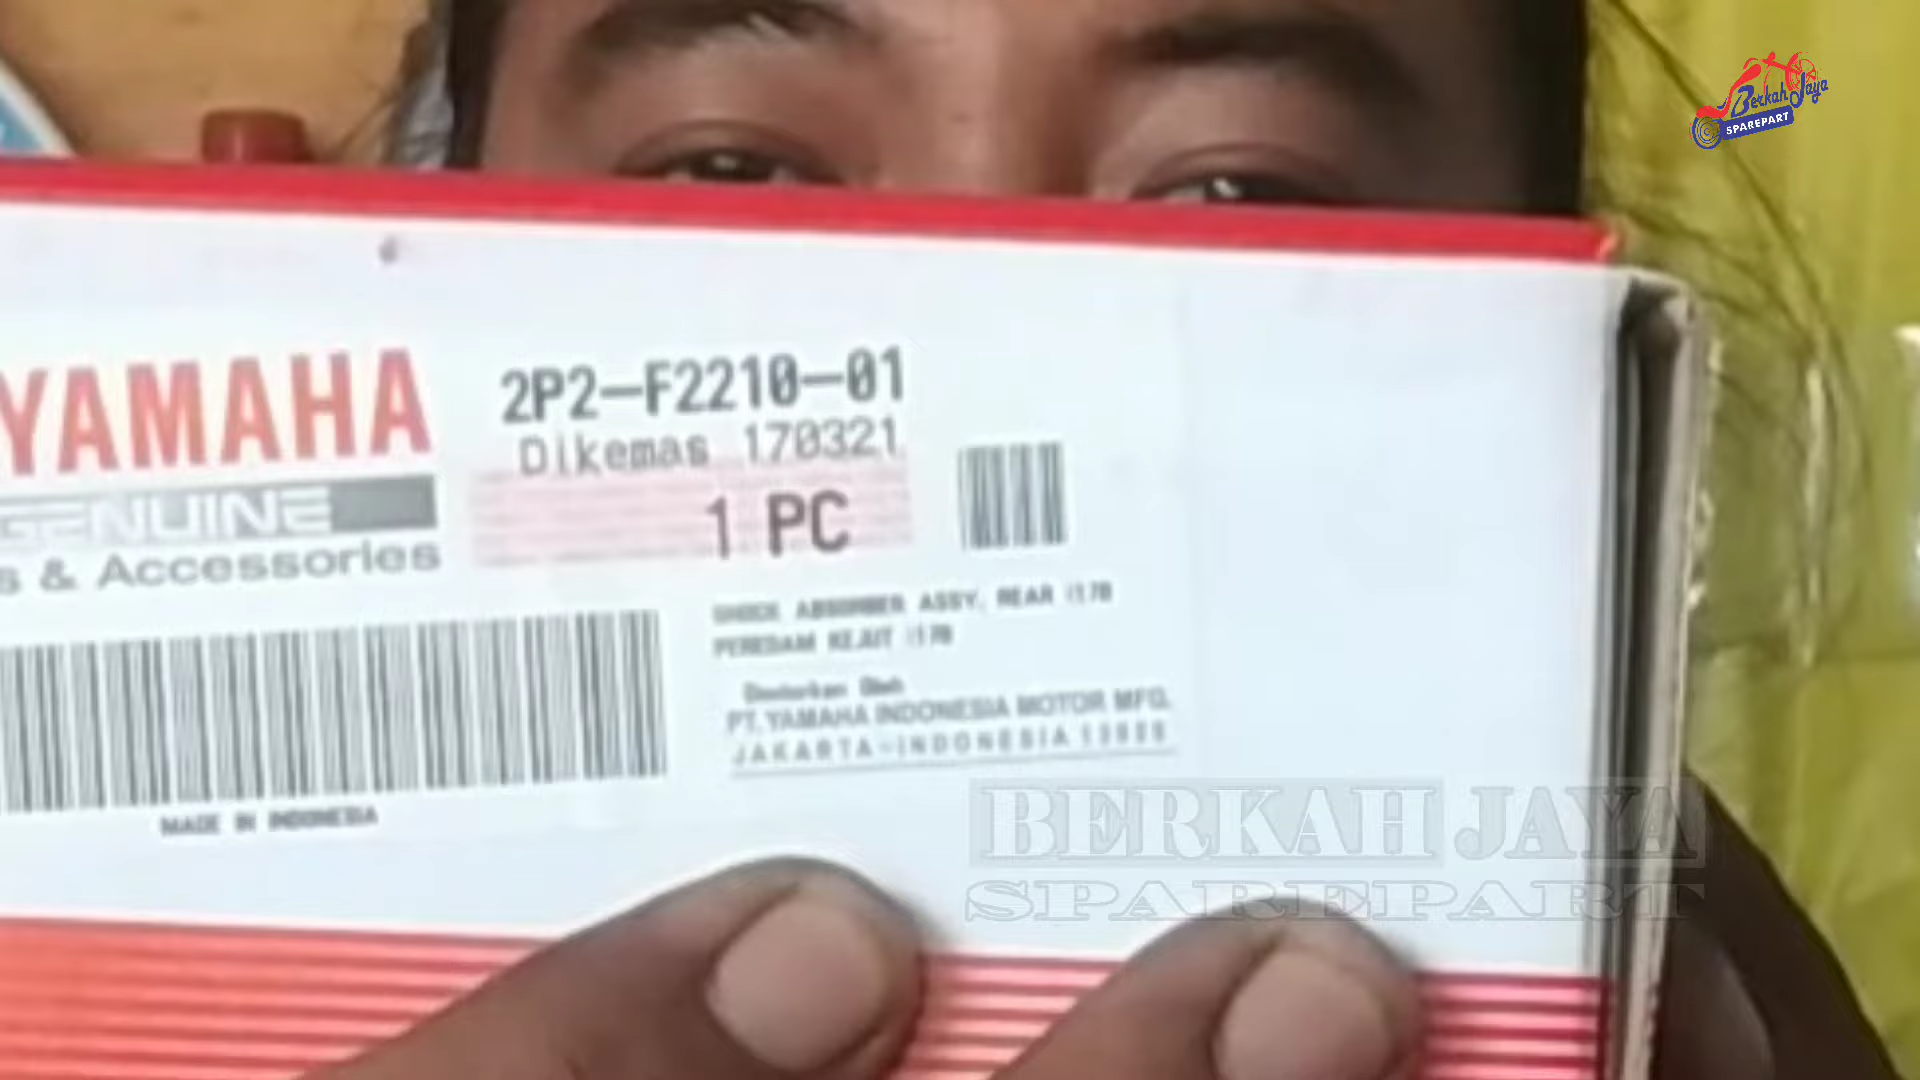 Berkah Jaya
SPAREPART
YAMAHA
GENUINE
s & Accessories
2P2-F2210-01
Dikemas 170321
1 PC
SHOCK ABSORBER ASSY, REAR
PEREDAM KEJUT
Oleh
PT. YAMAHA INDONESIA MOTOR MFG.
JAKARTA-INDONESIA
MADE IN INDONESIA
BERKAH JAYA
SPAREPART